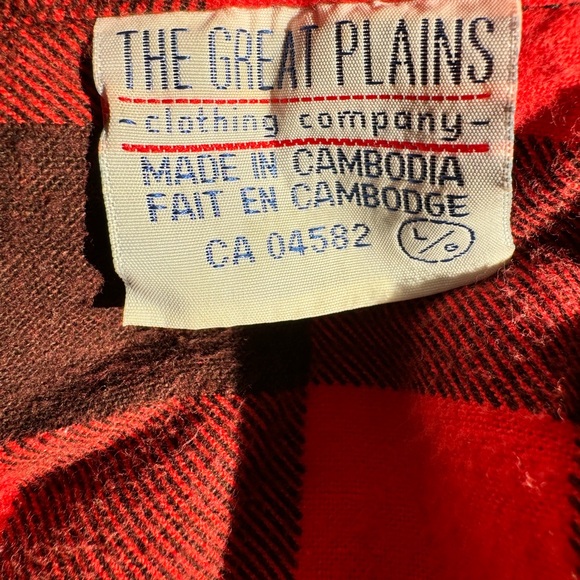 THE GREAT PLAINS
-clothing company-
MADE IN CAMBODIA
FAIT EN CAMBODGE
CA 04582 L/G